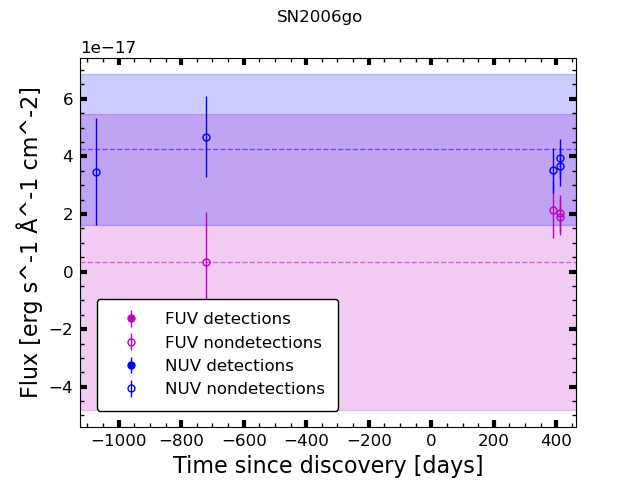 SN2006go
1e−17
6
4
2
0
−2
−4
Flux [erg s^-1 Å^-1 cm^-2]
FUV detections
FUV nondetections
NUV detections
NUV nondetections
−1000 −800 −600 −400 −200 0 200 400
Time since discovery [days]